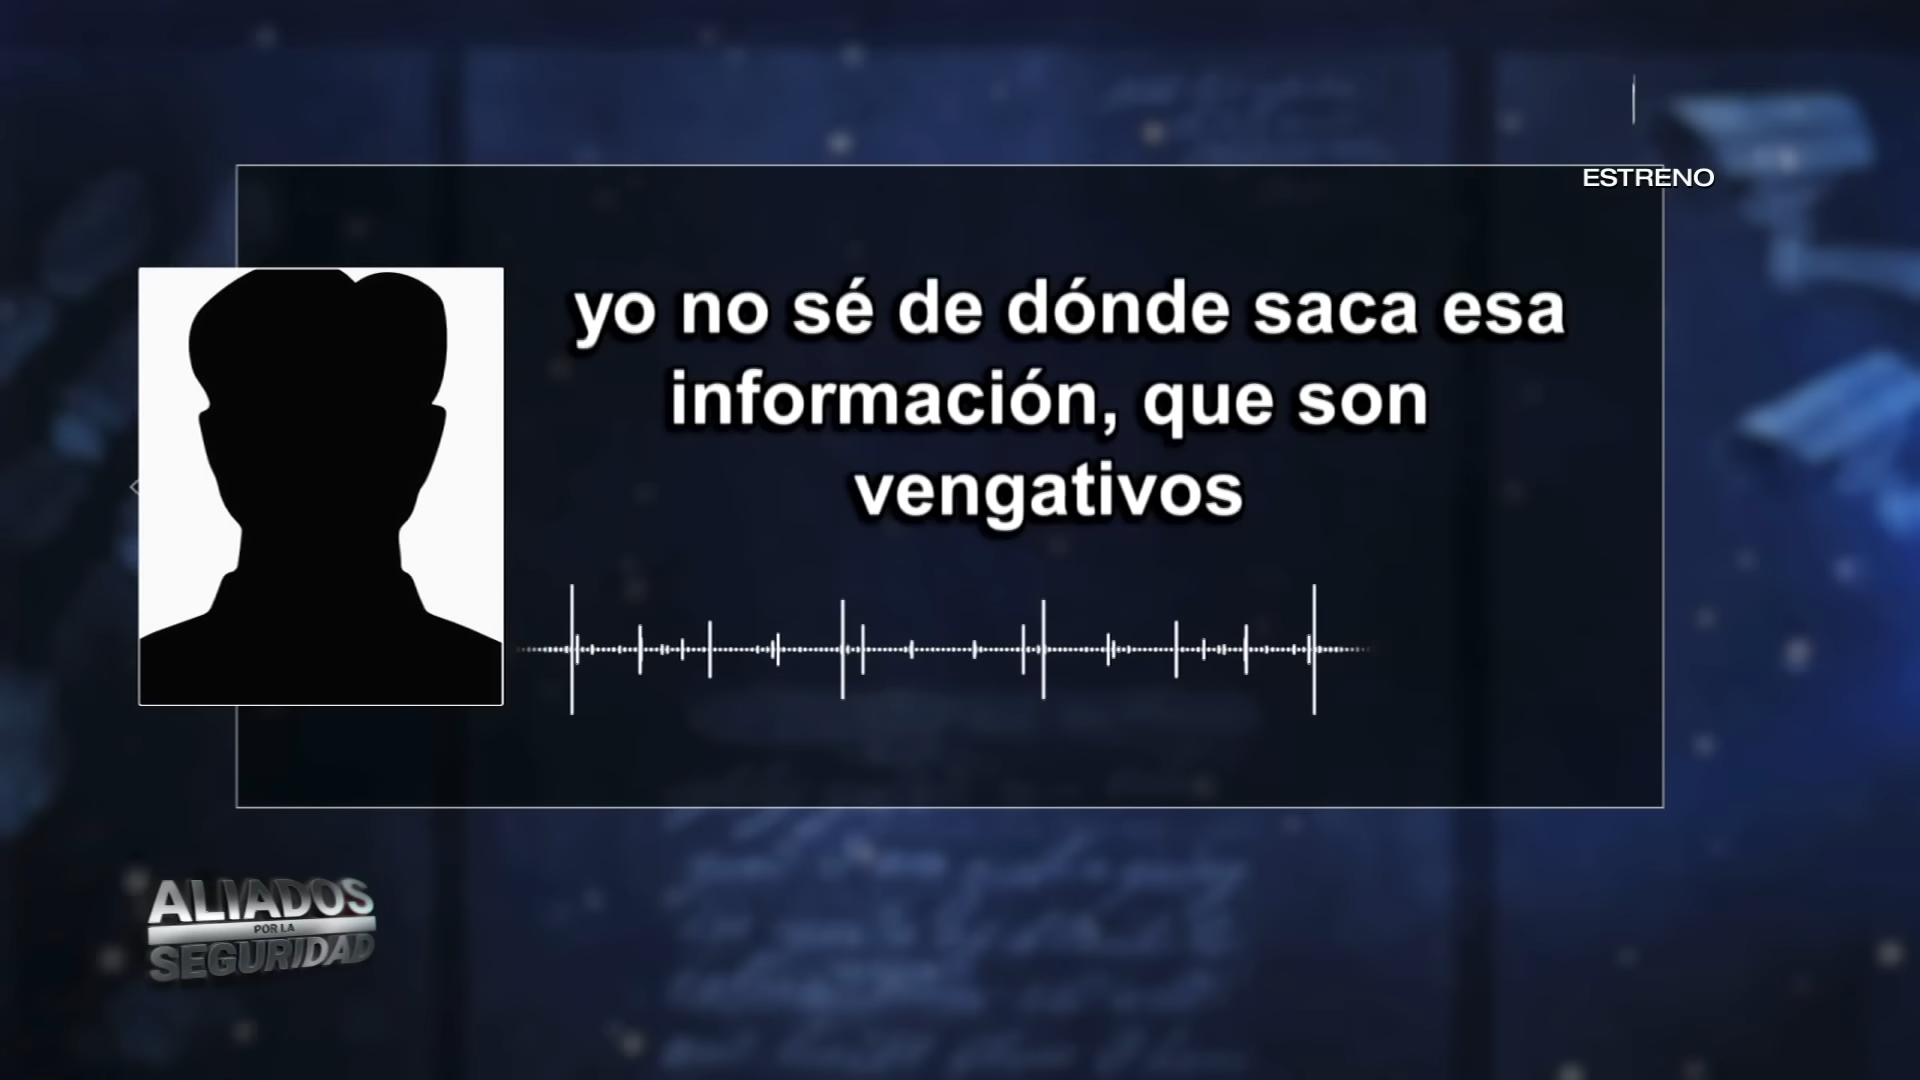 ESTRENO
yo no sé de dónde saca esa
información, que son
vengativos
ALIADOS
POR LA
SEGURIDAD